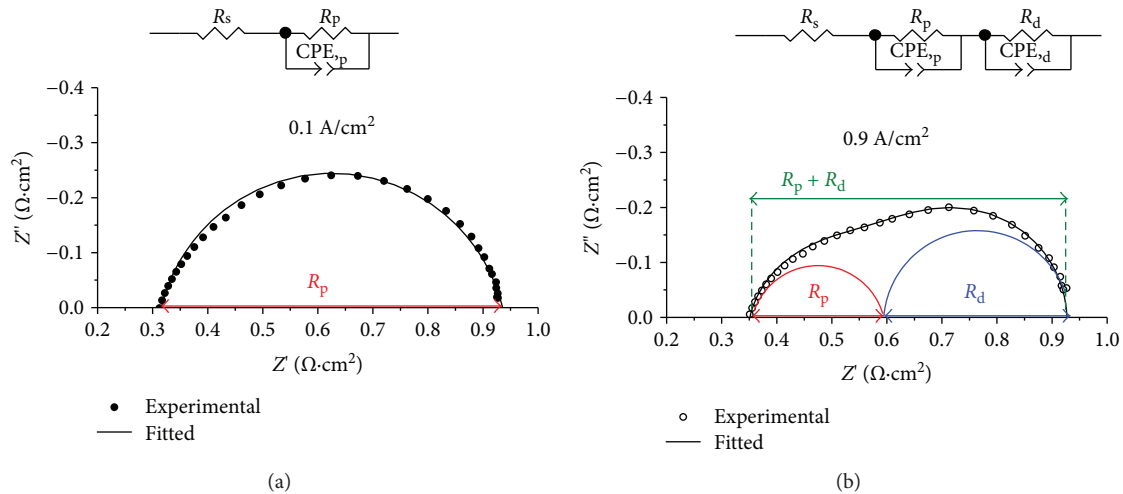 Rs
Rp
CPE,p
−0.4
−0.3
−0.2
−0.1
0.0
Z″ (Ω·cm²)
0.1 A/cm²
Rp
0.2 0.3 0.4 0.5 0.6 0.7 0.8 0.9 1.0
Z′ (Ω·cm²)
Experimental
Fitted
(a)
Rs
Rp
Rd
CPE,p
CPE,d
−0.4
−0.3
−0.2
−0.1
0.0
Z″ (Ω·cm²)
0.9 A/cm²
Rp + Rd
Rp
Rd
0.2 0.3 0.4 0.5 0.6 0.7 0.8 0.9 1.0
Z′ (Ω·cm²)
Experimental
Fitted
(b)